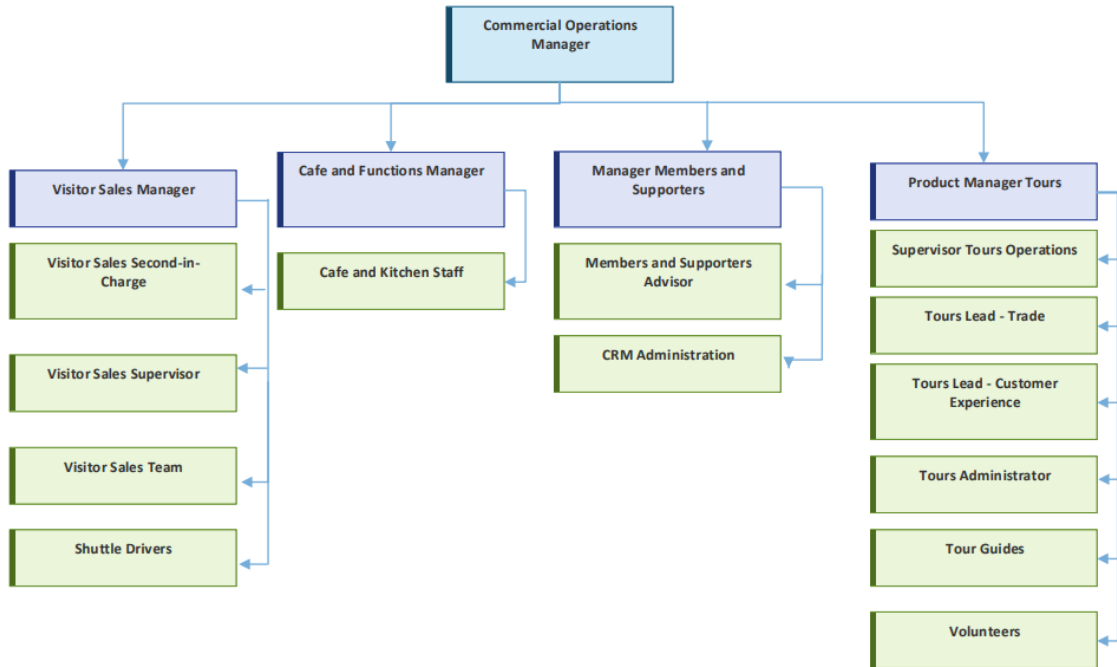 Commercial Operations
Manager
Visitor Sales Manager
Visitor Sales Second-in-
Charge
Visitor Sales Supervisor
Visitor Sales Team
Shuttle Drivers
Cafe and Functions Manager
Cafe and Kitchen Staff
Manager Members and
Supporters
Members and Supporters
Advisor
CRM Administration
Product Manager Tours
Supervisor Tours Operations
Tours Lead - Trade
Tours Lead - Customer
Experience
Tours Administrator
Tour Guides
Volunteers